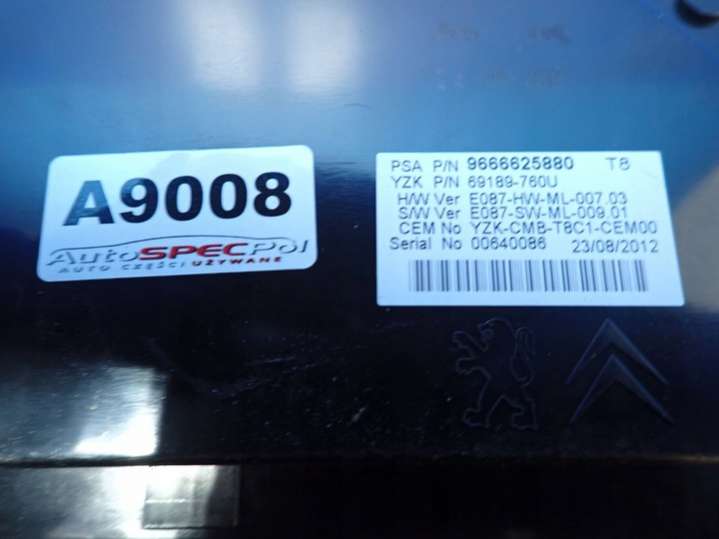 A9008
AutoSPECPol
AUTO CZĘŚCI UŻYWANE
PSA P/N 9666625880 T8
YZK P/N 69189-760U
H/W Ver E087-HW-ML-007.03
S/W Ver E087-SW-ML-009.01
CEM No YZK-CMB-T8C1-CEM00
Serial No 00640086 23/08/2012